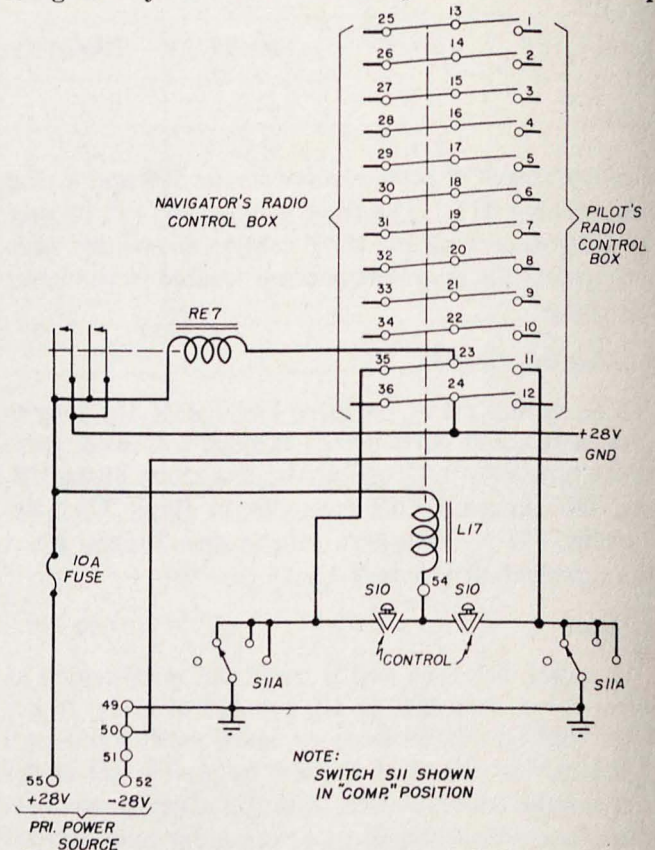 25 13 1
26 14 2
27 15 3
28 16 4
29 17 5
30 18 6
31 19 7
32 20 8
33 21 9
34 22 10
35 23 11
36 24 12
NAVIGATOR'S RADIO
CONTROL BOX
PILOT'S
RADIO
CONTROL
BOX
RE7
+28V
GND
L17
10A
FUSE
54
S10 S10
CONTROL
S11A
S11A
49
50
51
55 52
+28V -28V
PRI. POWER
SOURCE
NOTE:
SWITCH S11 SHOWN
IN "COMP." POSITION